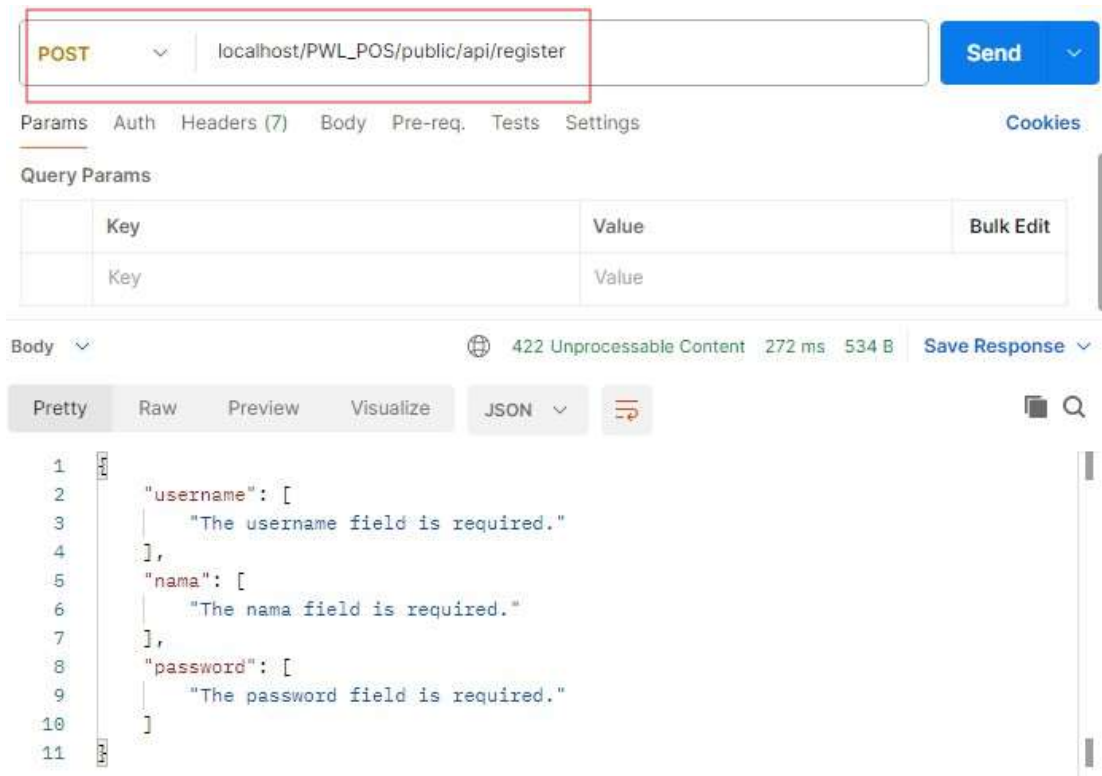 POST localhost/PWL_POS/public/api/register Send
Params Auth Headers (7) Body Pre-req. Tests Settings Cookies
Query Params
Key Value Bulk Edit
Key Value
Body 422 Unprocessable Content 272 ms 534 B Save Response
Pretty Raw Preview Visualize JSON
1 {
2 "username": [
3 "The username field is required."
4 ],
5 "nama": [
6 "The nama field is required."
7 ],
8 "password": [
9 "The password field is required."
10 ]
11 }